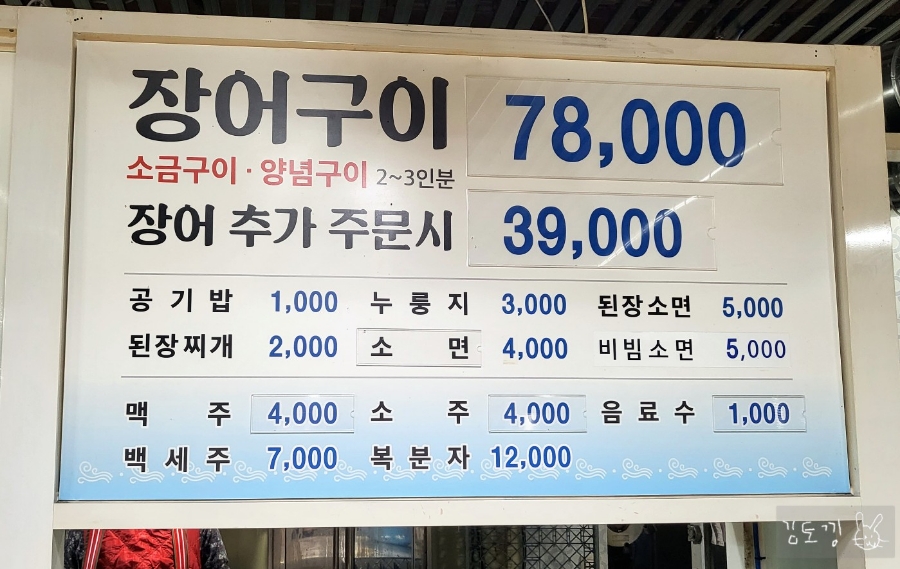 장어구이 78,000
소금구이 · 양념구이 2~3인분
장어 추가 주문시 39,000
공기밥 1,000 누룽지 3,000 된장소면 5,000
된장찌개 2,000 소면 4,000 비빔소면 5,000
맥주 4,000 소주 4,000 음료수 1,000
백세주 7,000 복분자 12,000
김토깽